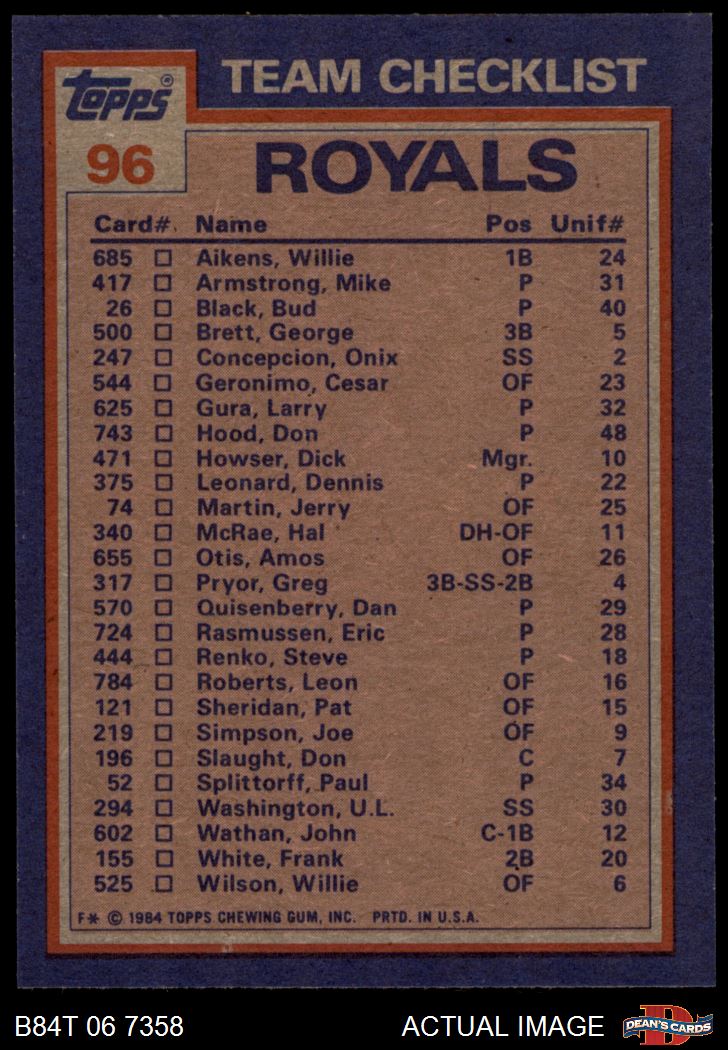 TEAM CHECKLIST
topps®
96
ROYALS
Card# Name Pos Unif#
685 Aikens, Willie 1B 24
417 Armstrong, Mike P 31
26 Black, Bud P 40
500 Brett, George 3B 5
247 Concepcion, Onix SS 2
544 Geronimo, Cesar OF 23
625 Gura, Larry P 32
743 Hood, Don P 48
471 Howser, Dick Mgr. 10
375 Leonard, Dennis P 22
74 Martin, Jerry OF 25
340 McRae, Hal DH-OF 11
655 Otis, Amos OF 26
317 Pryor, Greg 3B-SS-2B 4
570 Quisenberry, Dan P 29
724 Rasmussen, Eric P 28
444 Renko, Steve P 18
784 Roberts, Leon OF 16
121 Sheridan, Pat OF 15
219 Simpson, Joe OF 9
196 Slaught, Don C 7
52 Splittorff, Paul P 34
294 Washington, U.L. SS 30
602 Wathan, John C-1B 12
155 White, Frank 2B 20
525 Wilson, Willie OF 6
F* © 1984 TOPPS CHEWING GUM, INC. PRTD. IN U.S.A.
B84T 06 7358 ACTUAL IMAGE
D
DEAN'S CARDS